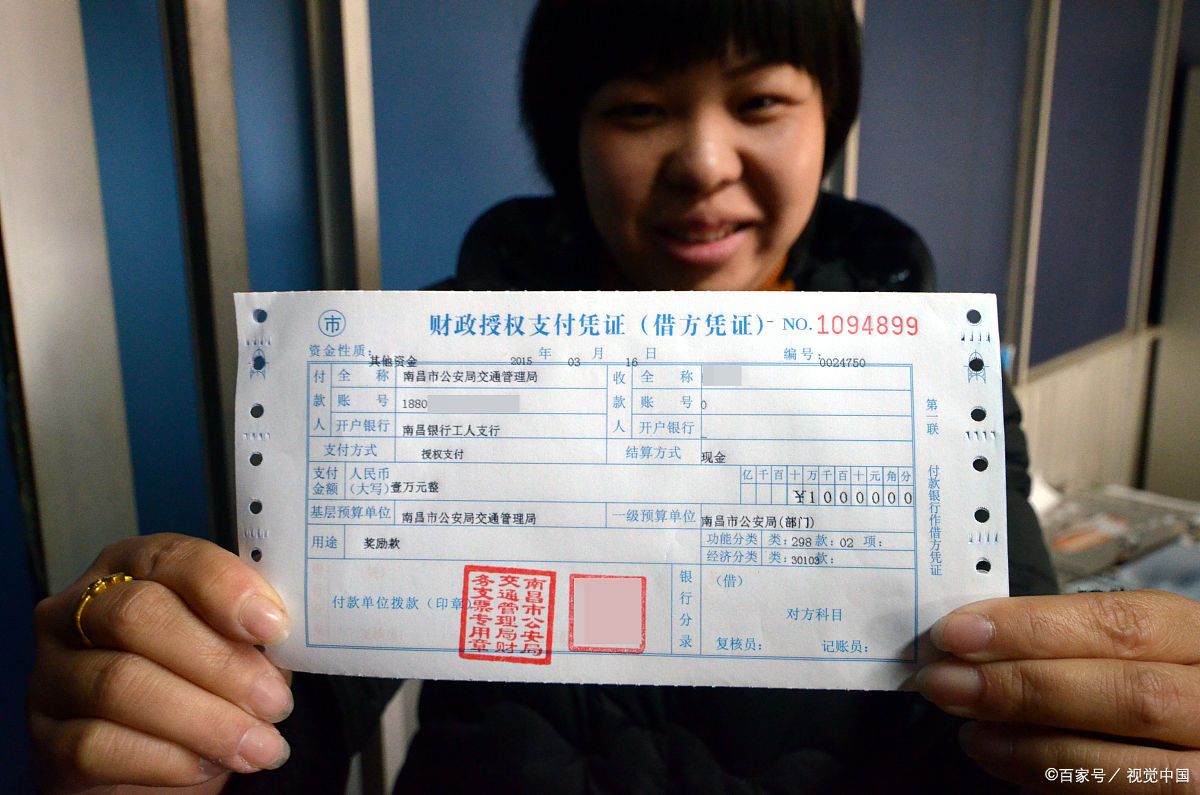 市 财政授权支付凭证（借方凭证） NO.1094899
资金性质：其他资金 2015 年 03 月 16 日 编号：0024750
付款人 全称 南昌市公安局交通管理局 收款人 全称
账号 1880 账号 0
开户银行 南昌银行工人支行 开户银行
支付方式 授权支付 结算方式 现金
支付金额 人民币（大写）壹万元整 亿千百十万千百十元角分
¥1000000
基层预算单位 南昌市公安局交通管理局 一级预算单位 南昌市公安局(部门)
用途 奖励款 功能分类 类：298 款：02 项：
经济分类 类：30103 款：
付款单位拨款（印章）
南昌市公安局
交通管理局财
务支票专用章
银行分录 （借）
对方科目
复核员： 记账员：
第一联 付款银行作借方凭证
©百家号／视觉中国